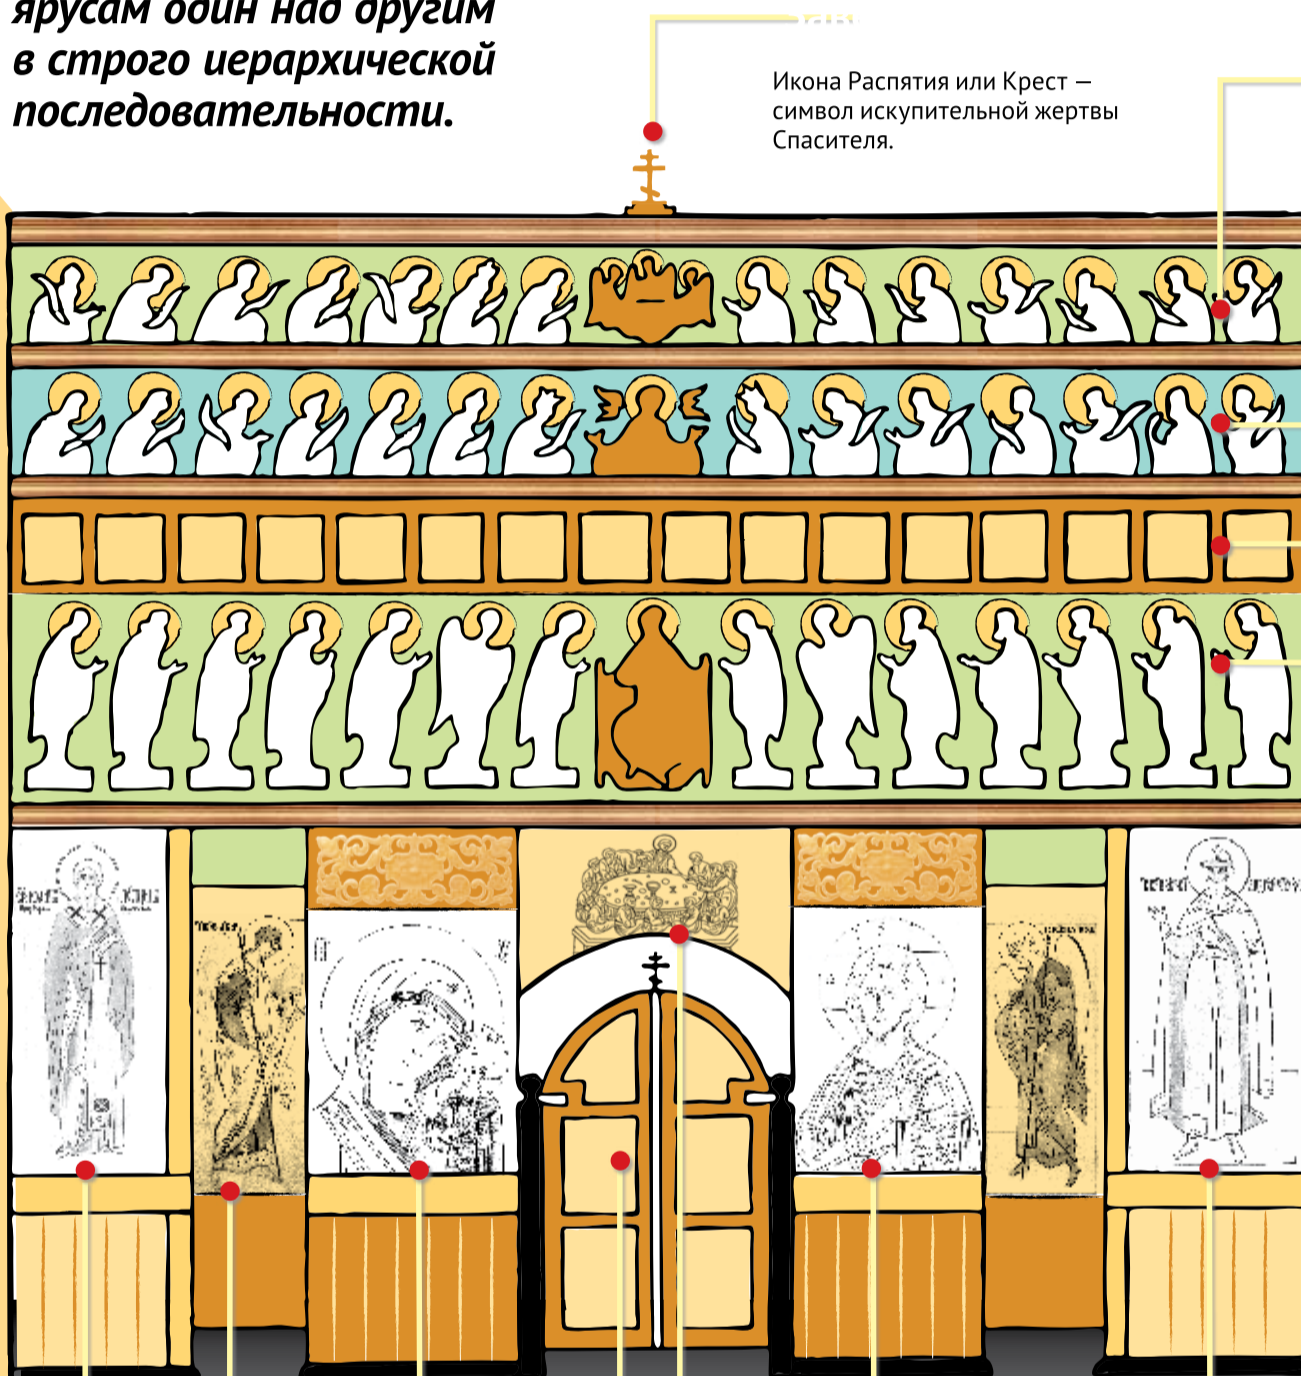 ярусам один над другим
в строго иерархической
последовательности.
Икона Распятия или Крест —
символ искупительной жертвы
Спасителя.